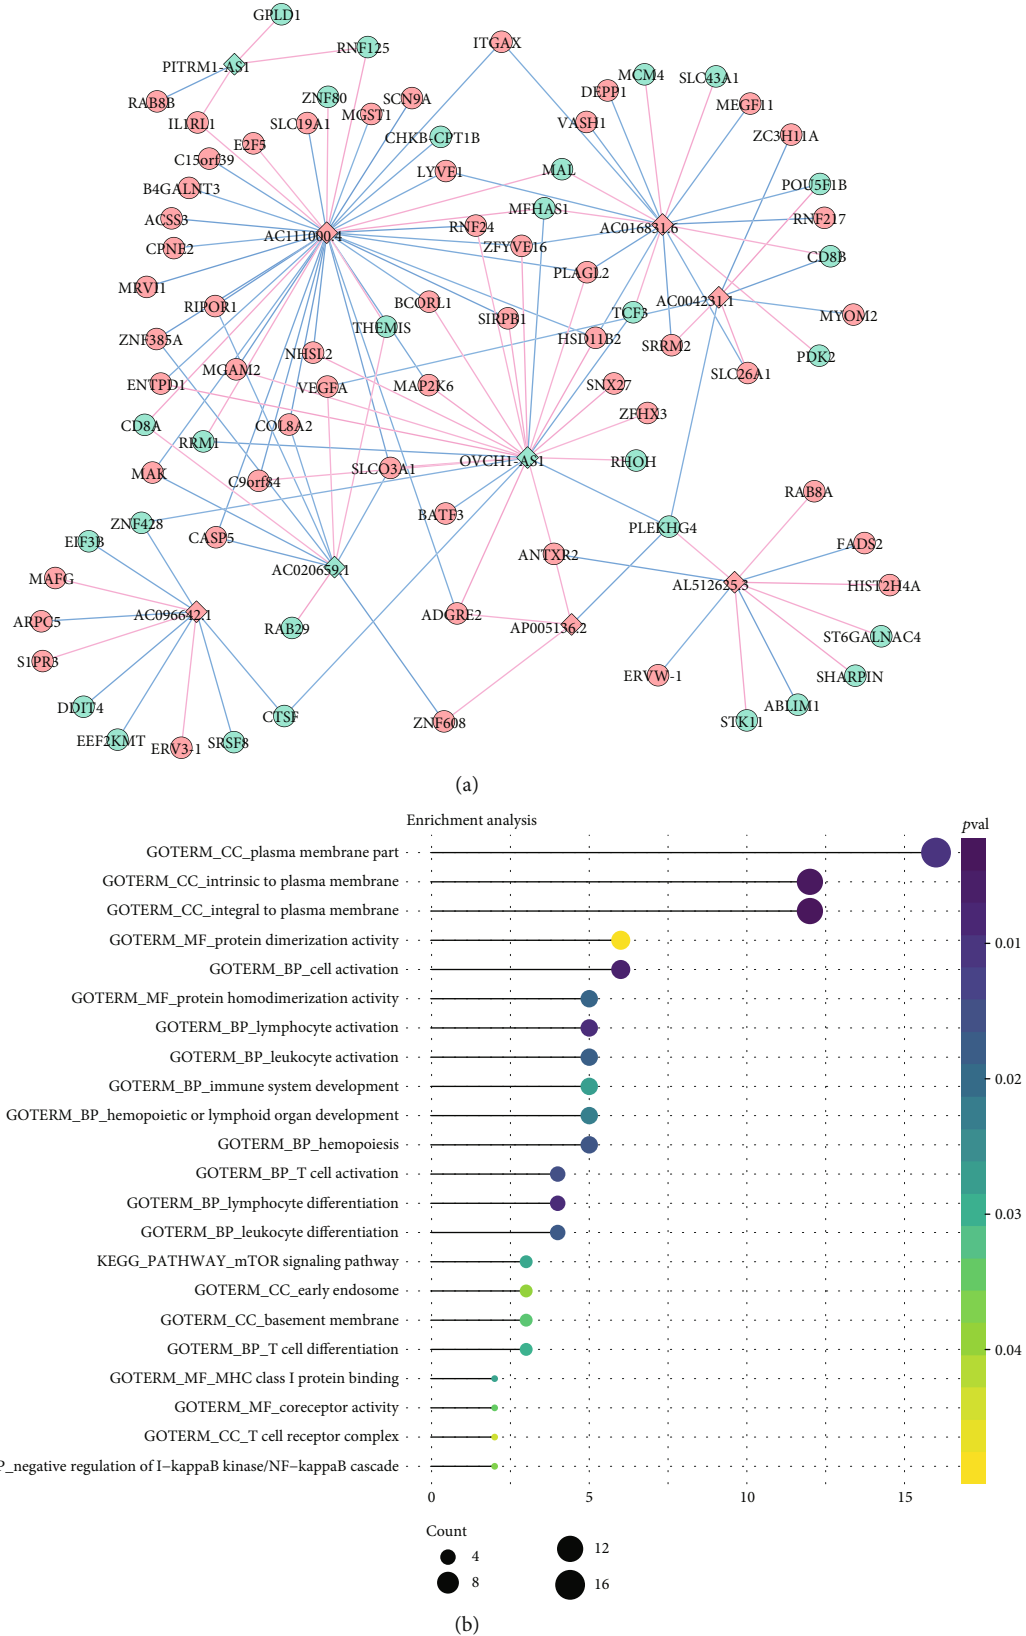 GPLD1
ITGAX
RNF125
PITRM1-AS1
MCM4
SLC43A1
DEPP1
RAB8B
ZNF80
SCN9A
MEGF11
IL1RL1
SLC19A1
MGST1
VASH1
ZC3H11A
E2F5
CHKB-CPT1B
C15orf39
LYVE1
MAL
B4GALNT3
POU5F1B
MFHAS1
ACSS3
RNF24
RNF217
AC111000.4
AC016831.6
CPNE2
ZFYVE16
CD8B
PLAGL2
MRVI1
AC004231.1
RIPOR1
BCORL1
TCF3
MYOM2
SIRPB1
THEMIS
ZNF385A
HSD11B2
SRRM2
NHSL2
PDK2
MGAM2
SLC26A1
ENTPD1
VEGFA
MAP2K6
SNX27
ZFHX3
CD8A
COL8A2
RRM1
OVCH1-AS1
RHOH
MAK
SLCO3A1
C9orf84
RAB8A
BATF3
ZNF428
PLEKHG4
EIF3B
CASP5
ANTXR2
FADS2
AC020659.1
MAFG
AL512625.3
HIST2H4A
ARPC5
AC096642.1
RAB29
ADGRE2
AP005136.2
ST6GALNAC4
S1PR3
ERVW-1
SHARPIN
DDIT4
CTSF
ABLIM1
EEF2KMT
ERV3-1
SRSF8
ZNF608
STK11
(a)
Enrichment analysis
pval
GOTERM_CC_plasma membrane part
GOTERM_CC_intrinsic to plasma membrane
GOTERM_CC_integral to plasma membrane
GOTERM_MF_protein dimerization activity
0.01
GOTERM_BP_cell activation
GOTERM_MF_protein homodimerization activity
GOTERM_BP_lymphocyte activation
GOTERM_BP_leukocyte activation
0.02
GOTERM_BP_immune system development
GOTERM_BP_hemopoietic or lymphoid organ development
GOTERM_BP_hemopoiesis
GOTERM_BP_T cell activation
GOTERM_BP_lymphocyte differentiation
0.03
GOTERM_BP_leukocyte differentiation
KEGG_PATHWAY_mTOR signaling pathway
GOTERM_CC_early endosome
GOTERM_CC_basement membrane
GOTERM_BP_T cell differentiation
0.04
GOTERM_MF_MHC class I protein binding
GOTERM_MF_coreceptor activity
GOTERM_CC_T cell receptor complex
P_negative regulation of I−kappaB kinase/NF−kappaB cascade
0 5 10 15
Count
4 12
8 16
(b)